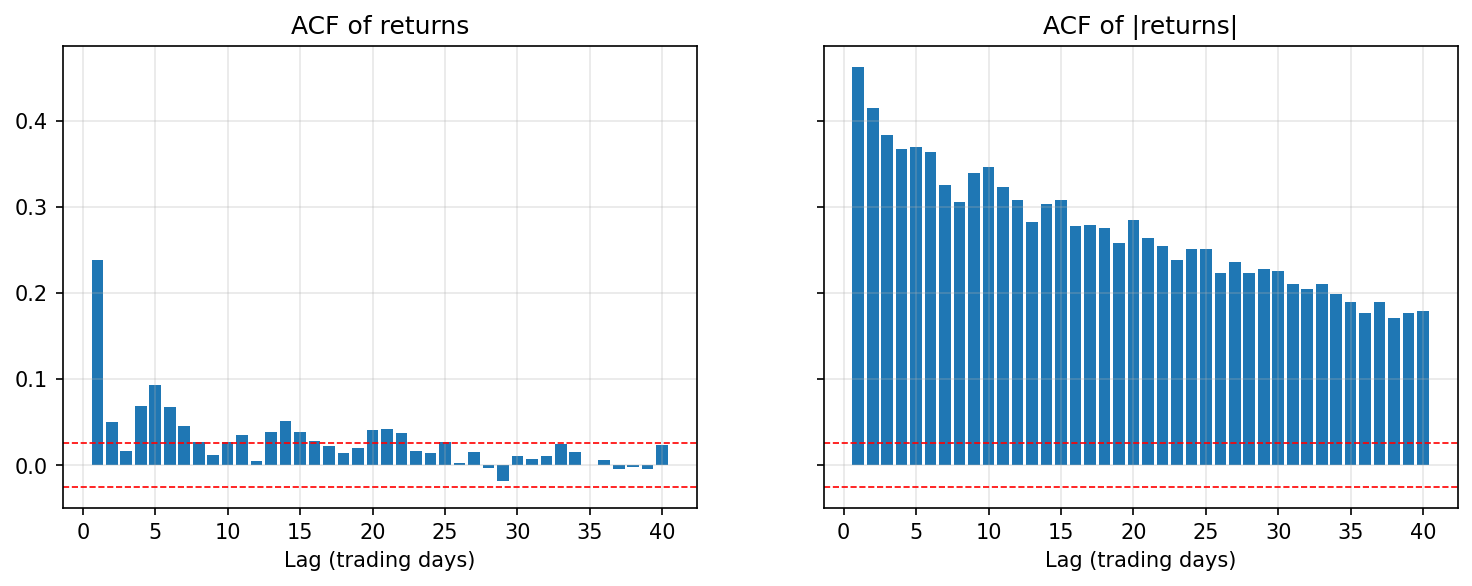 ACF of returns
0.4
0.3
0.2
0.1
0.0
0 5 10 15 20 25 30 35 40
Lag (trading days)
ACF of |returns|
0 5 10 15 20 25 30 35 40
Lag (trading days)